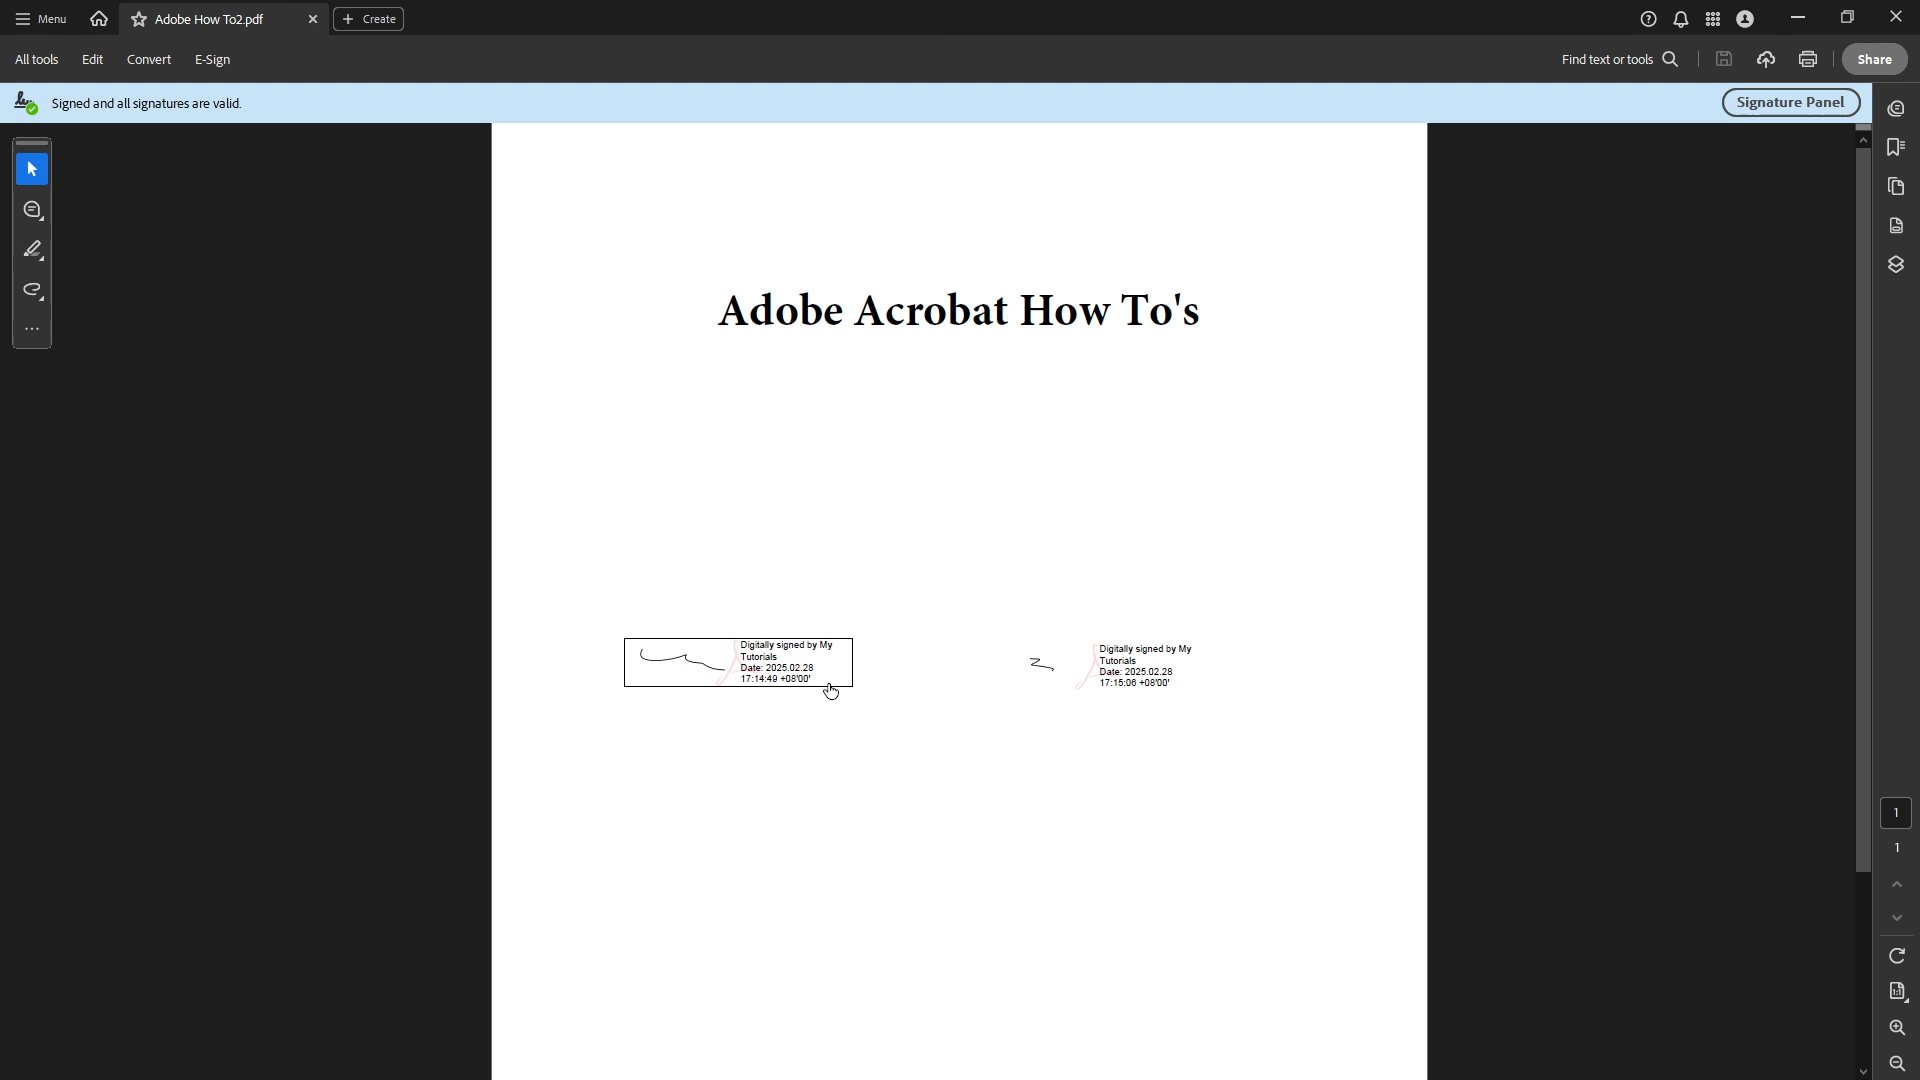 Menu
Adobe How To2.pdf
Create
All tools
Edit
Convert
E-Sign
Find text or tools
Share
Signed and all signatures are valid.
Signature Panel
Adobe Acrobat How To's
Digitally signed by My
Tutorials
Date: 2025.02.28
17:14:49 +08'00'
Digitally signed by My
Tutorials
Date: 2025.02.28
17:15:06 +08'00'
1
1